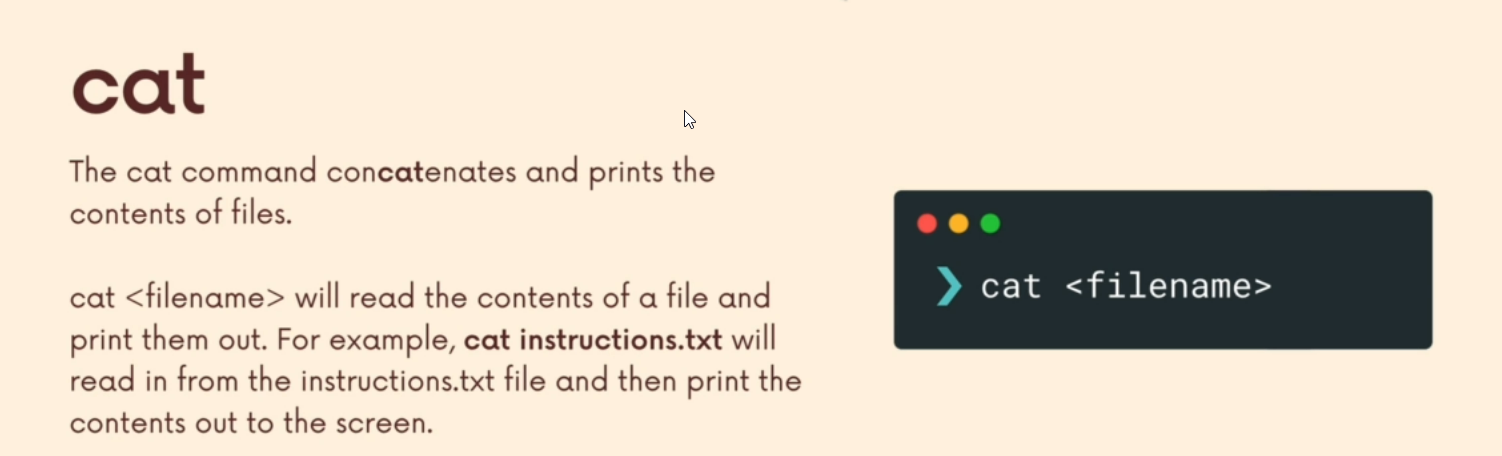 cat
The cat command concatenates and prints the
contents of files.
cat <filename> will read the contents of a file and
print them out. For example, cat instructions.txt will
read in from the instructions.txt file and then print the
contents out to the screen.
❯ cat <filename>